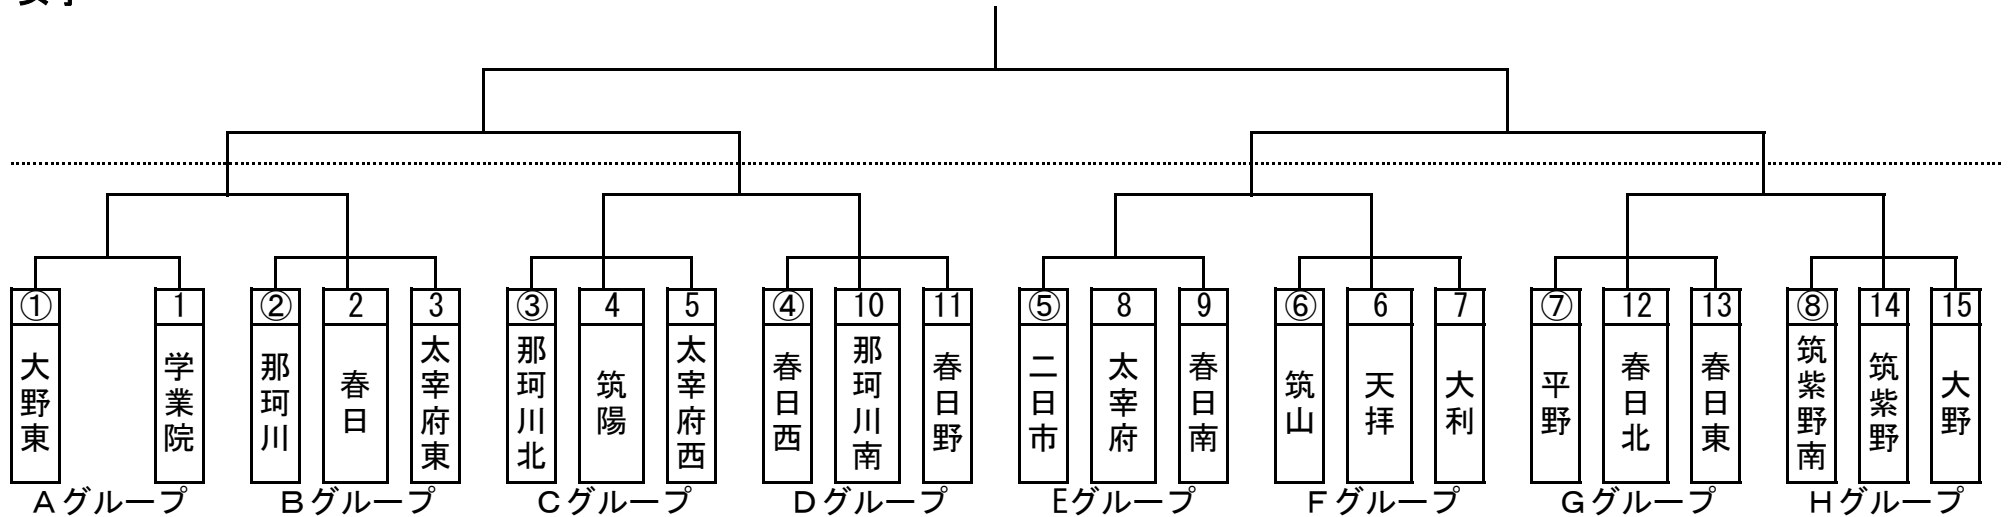 ① 1 ② 2 3 ③ 4 5 ④ 10 11 ⑤ 8 9 ⑥ 6 7 ⑦ 12 13 ⑧ 14 15
大野東
学業院
那珂川
春日
太宰府東
那珂川北
筑陽
太宰府西
春日西
那珂川南
春日野
二日市
太宰府
春日南
筑山
天拝
大利
平野
春日北
春日東
筑紫野南
筑紫野
大野
Aグループ Bグループ Cグループ Dグループ Eグループ Fグループ Gグループ Hグループ